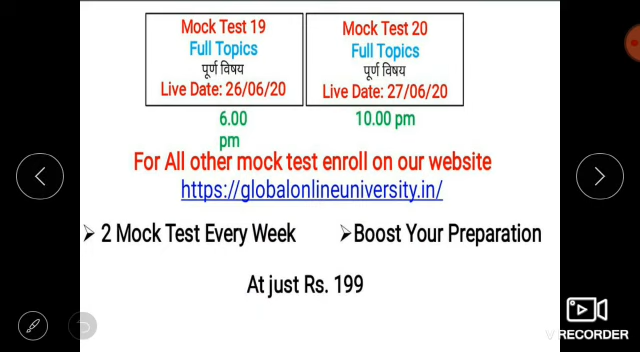 Mock Test 19
Full Topics
पूर्ण विषय
Live Date: 26/06/20
Mock Test 20
Full Topics
पूर्ण विषय
Live Date: 27/06/20
6.00
pm
10.00 pm
For All other mock test enroll on our website
https://globalonlineuniversity.in/
➢ 2 Mock Test Every Week
➢Boost Your Preparation
At just Rs. 199
V RECORDER